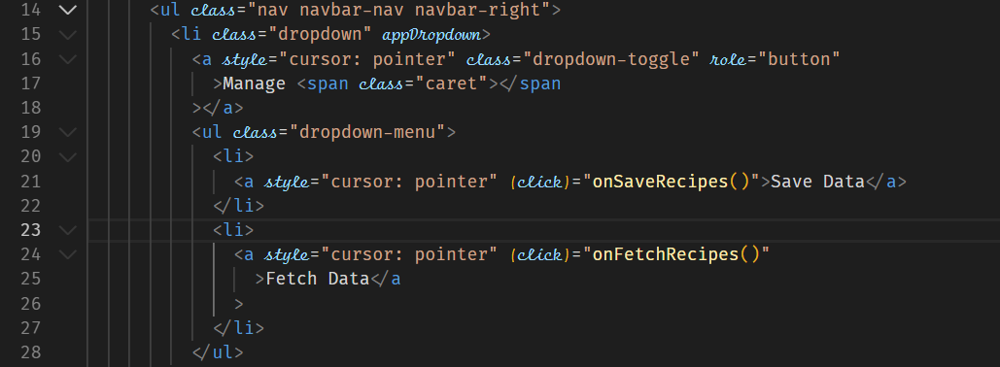 14 <ul class="nav navbar-nav navbar-right">
15 <li class="dropdown" appDropdown>
16 <a style="cursor: pointer" class="dropdown-toggle" role="button"
17 >Manage <span class="caret"></span
18 ></a>
19 <ul class="dropdown-menu">
20 <li>
21 <a style="cursor: pointer" (click)="onSaveRecipes()">Save Data</a>
22 </li>
23 <li>
24 <a style="cursor: pointer" (click)="onFetchRecipes()"
25 >Fetch Data</a
26 >
27 </li>
28 </ul>